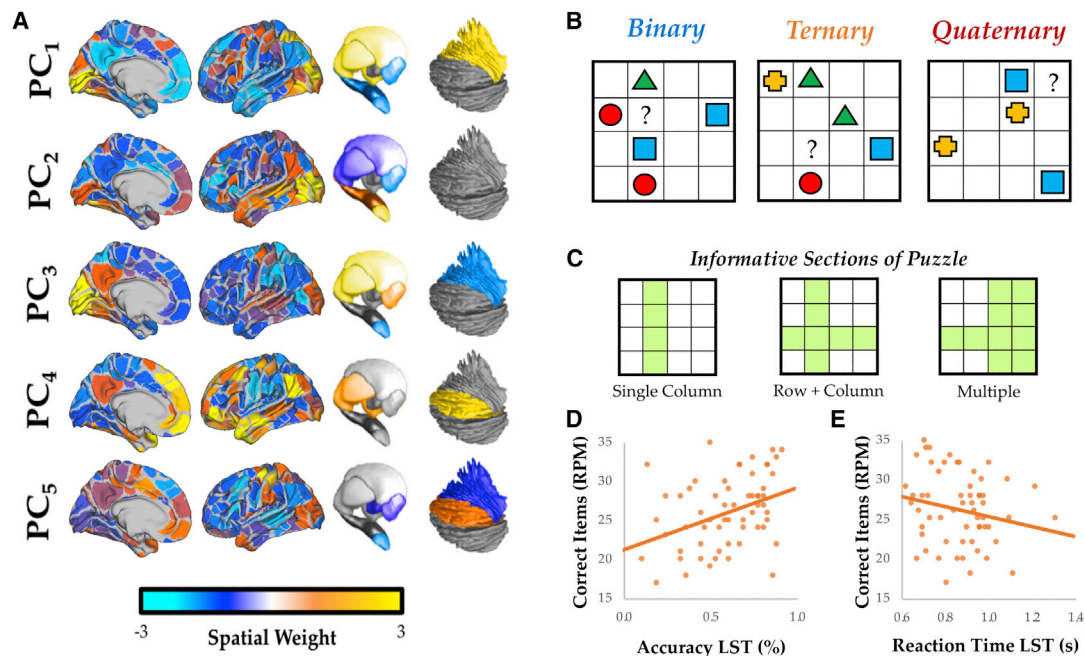 A
PC1
PC2
PC3
PC4
PC5
-3
3
Spatial Weight
B
Binary
Ternary
Quaternary
?
?
?
C
Informative Sections of Puzzle
Single Column
Row + Column
Multiple
D
Correct Items (RPM)
35
30
25
20
15
0.0
0.5
1.0
Accuracy LST (%)
E
Correct Items (RPM)
35
30
25
20
15
0.6
0.8
1.0
1.2
1.4
Reaction Time LST (s)